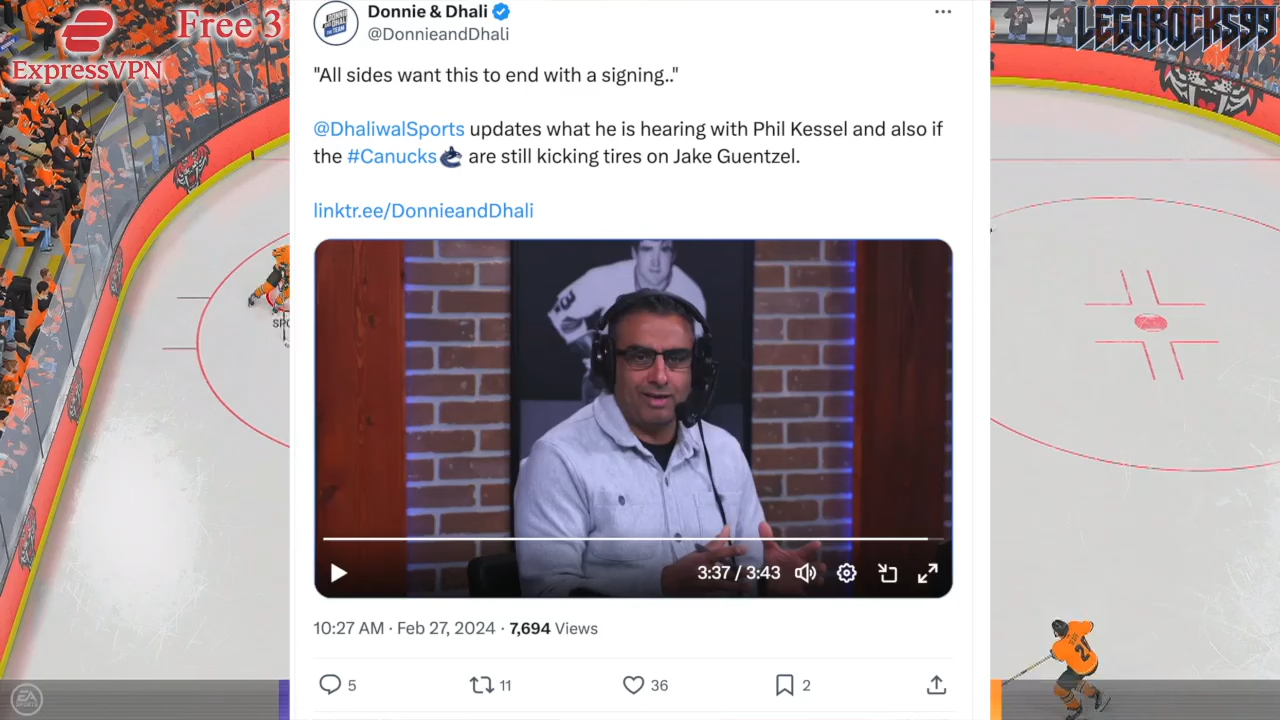 ExpressVPN
Free 3
LEGOROCKS99
Donnie & Dhali
@DonnieandDhali
"All sides want this to end with a signing.."
@DhaliwalSports updates what he is hearing with Phil Kessel and also if
the #Canucks are still kicking tires on Jake Guentzel.
linktr.ee/DonnieandDhali
3:37 / 3:43
10:27 AM · Feb 27, 2024 · 7,694 Views
5
11
36
2